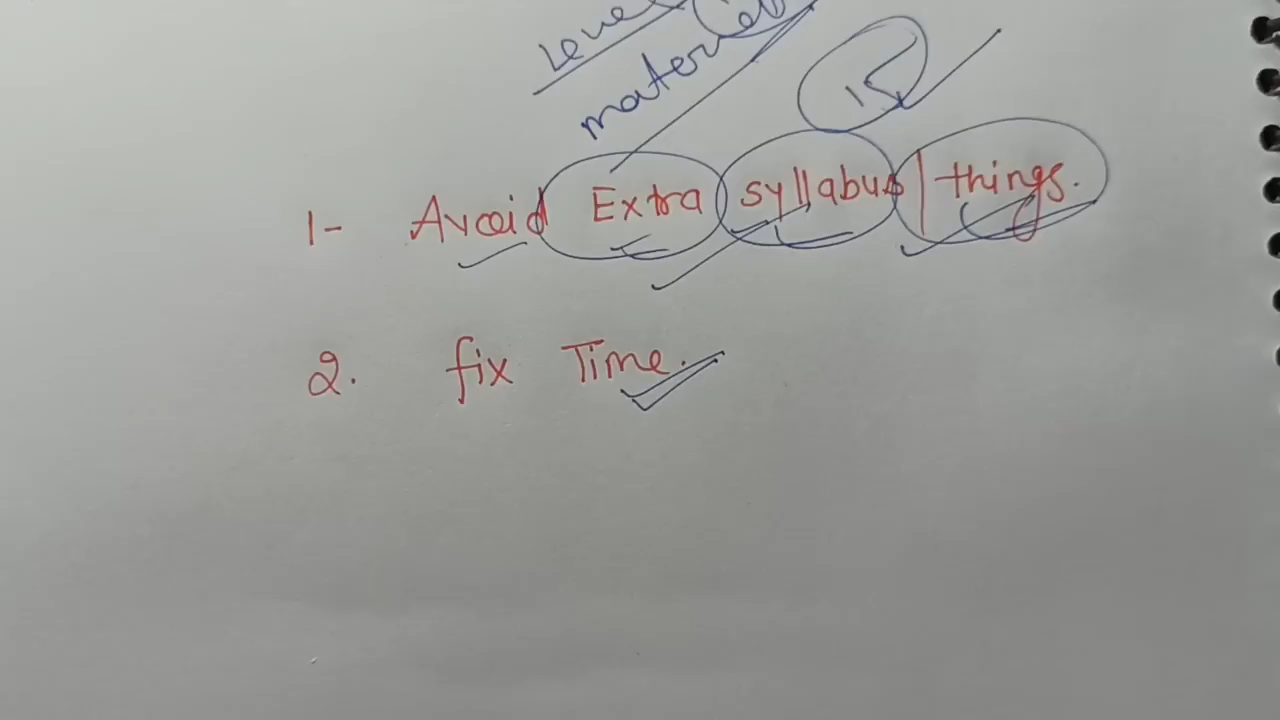 Level
material
15
1- Avoid Extra syllabus | things.
2. fix Time.